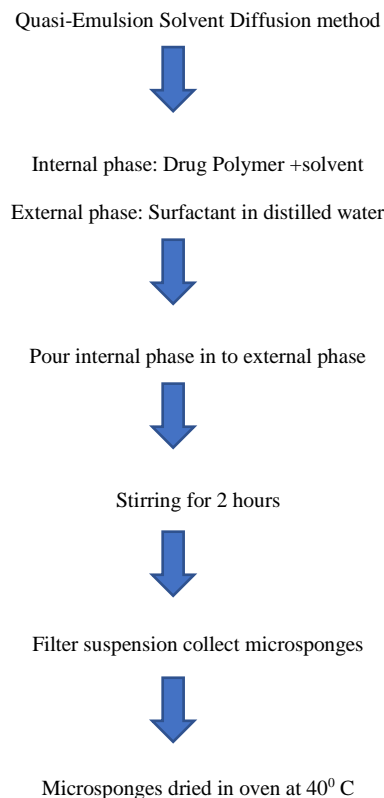 Quasi-Emulsion Solvent Diffusion method
Internal phase: Drug Polymer +solvent
External phase: Surfactant in distilled water
Pour internal phase in to external phase
Stirring for 2 hours
Filter suspension collect microsponges
Microsponges dried in oven at 40⁰ C